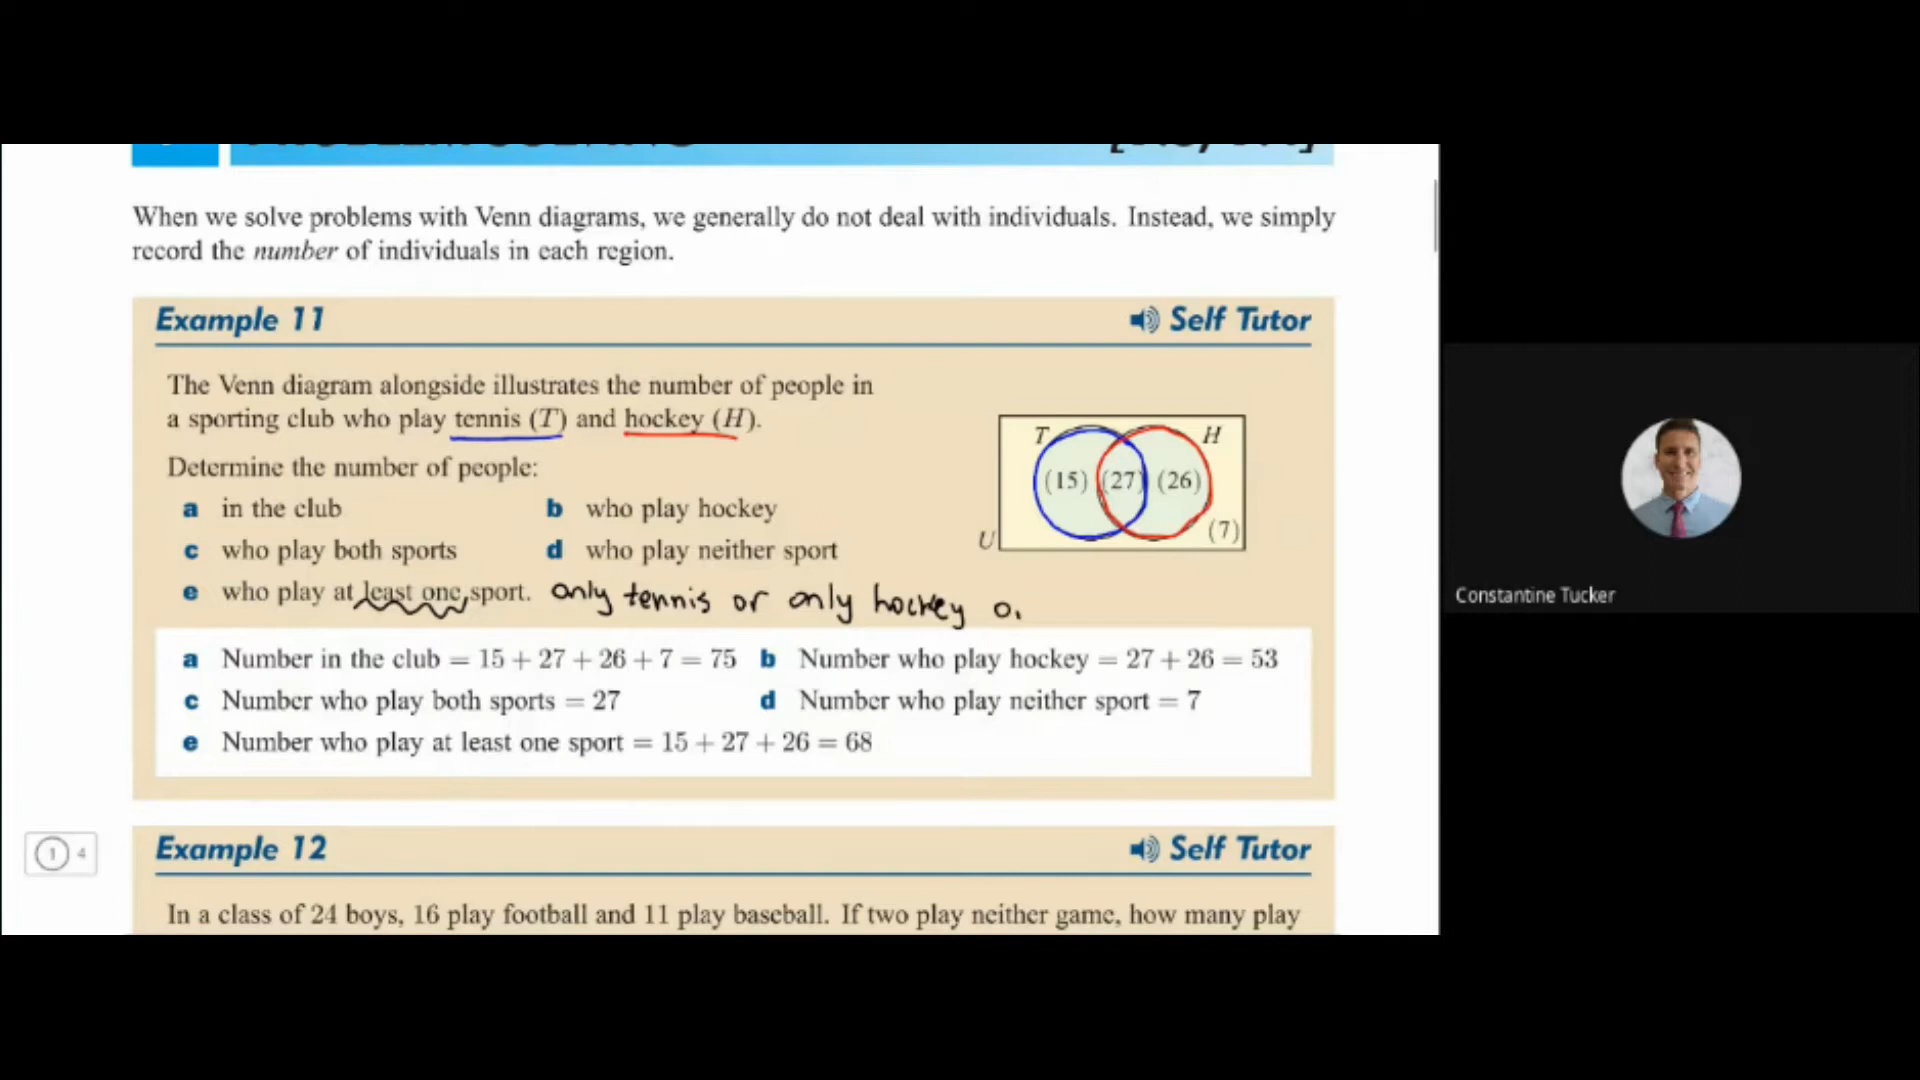 When we solve problems with Venn diagrams, we generally do not deal with individuals. Instead, we simply
record the number of individuals in each region.
Example 11
Self Tutor
The Venn diagram alongside illustrates the number of people in
a sporting club who play tennis (T) and hockey (H).
Determine the number of people:
a in the club b who play hockey
c who play both sports d who play neither sport
e who play at least one sport. only tennis or only hockey
T H
(15) (27) (26)
U (7)
a Number in the club = 15 + 27 + 26 + 7 = 75 b Number who play hockey = 27 + 26 = 53
c Number who play both sports = 27 d Number who play neither sport = 7
e Number who play at least one sport = 15 + 27 + 26 = 68
1 4
Example 12
Self Tutor
In a class of 24 boys, 16 play football and 11 play baseball. If two play neither game, how many play
Constantine Tucker